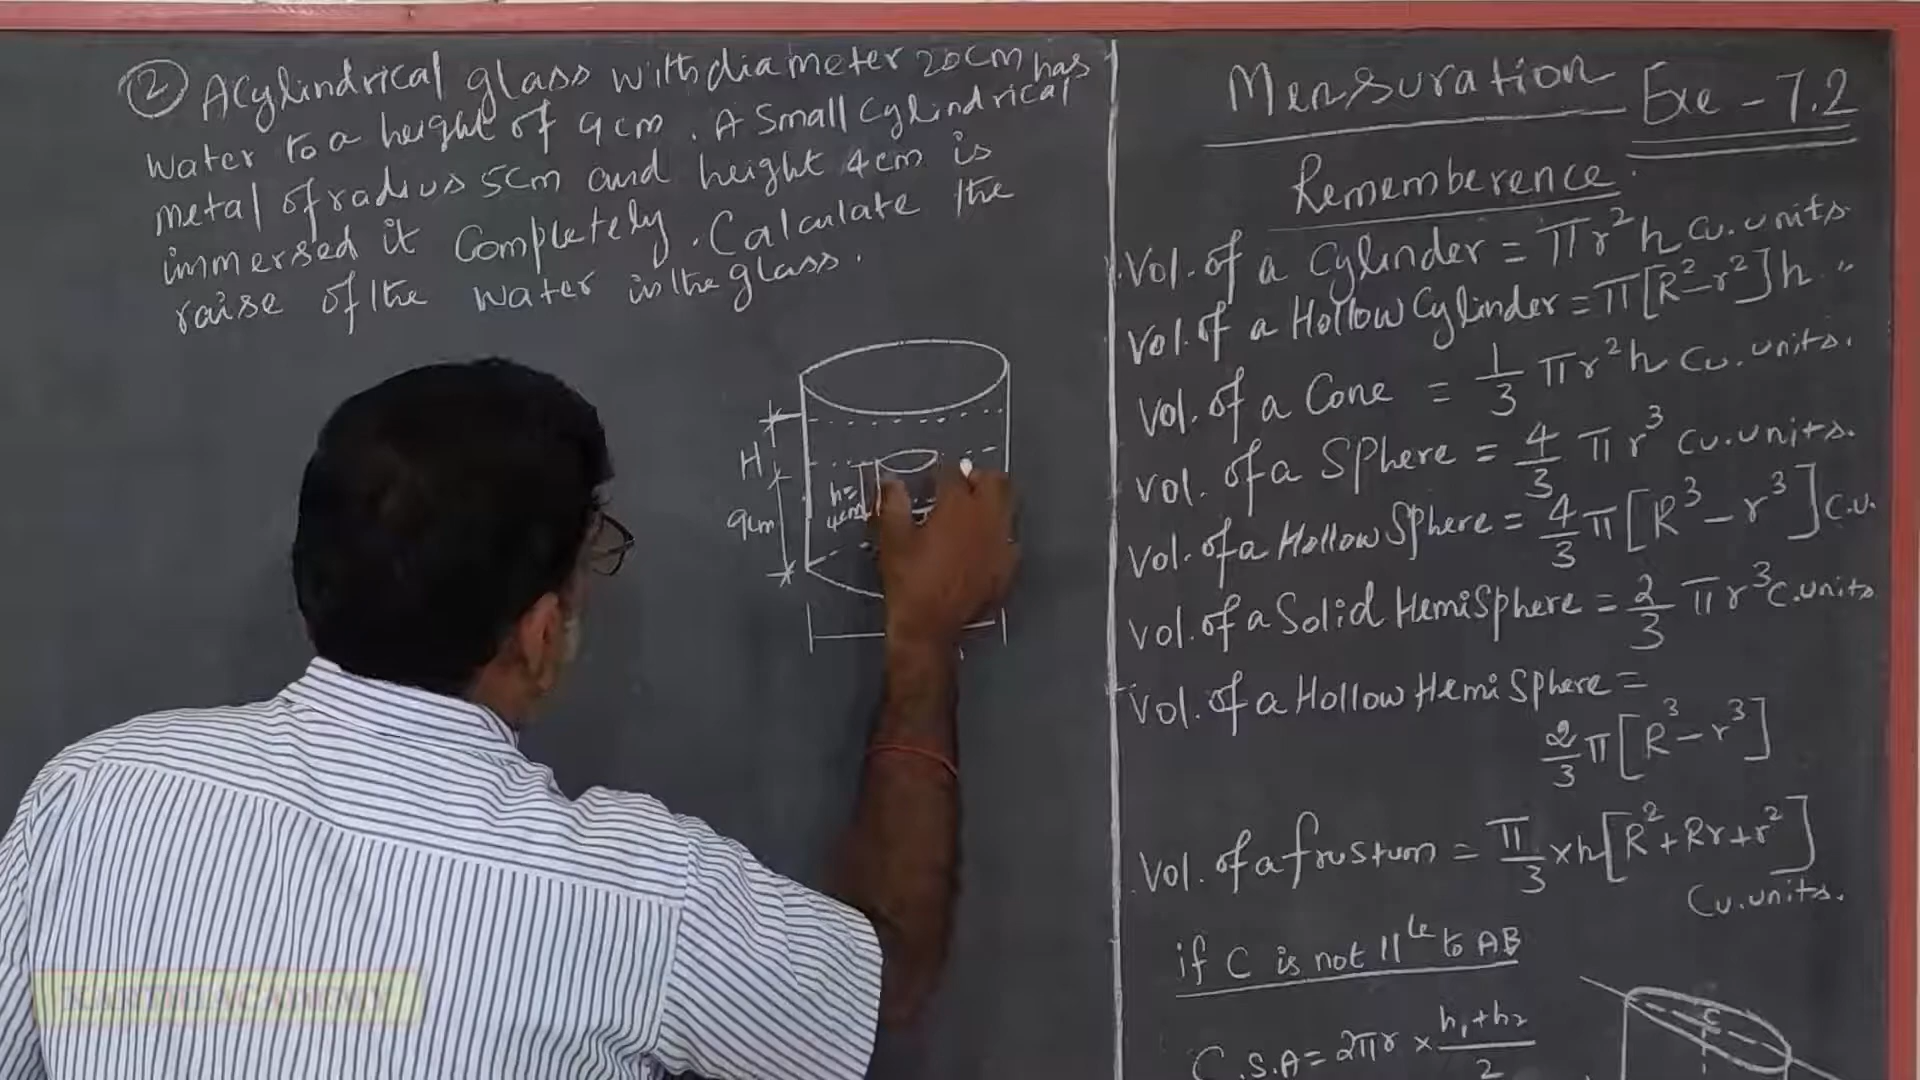 ② A Cylindrical glass with diameter 20cm has
water to a height of 9cm. A Small Cylindrical
metal of radius 5cm and height 4cm is
immersed it Completely. Calculate the
raise of the water in the glass.
H
h=
4cm
9cm
Mensuration Exe - 7.2
Rememberence
Vol. of a Cylinder = πr²h Cu.units
Vol. of a Hollow Cylinder = π[R²-r²]h "
Vol. of a Cone = 1/3 πr²h Cu.units.
Vol. of a Sphere = 4/3 πr³ Cu.units.
Vol. of a Hollow Sphere = 4/3 π[R³-r³] C.U.
Vol. of a Solid HemiSphere = 2/3 πr³ C.units
Vol. of a Hollow Hemi Sphere =
2/3 π[R³-r³]
Vol. of a frustum = π/3 × h[R²+Rr+r²]
Cu.units.
if C is not 11le to AB
C.S.A = 2πr × h₁+h₂/2
C
KARTHI ACADEMY